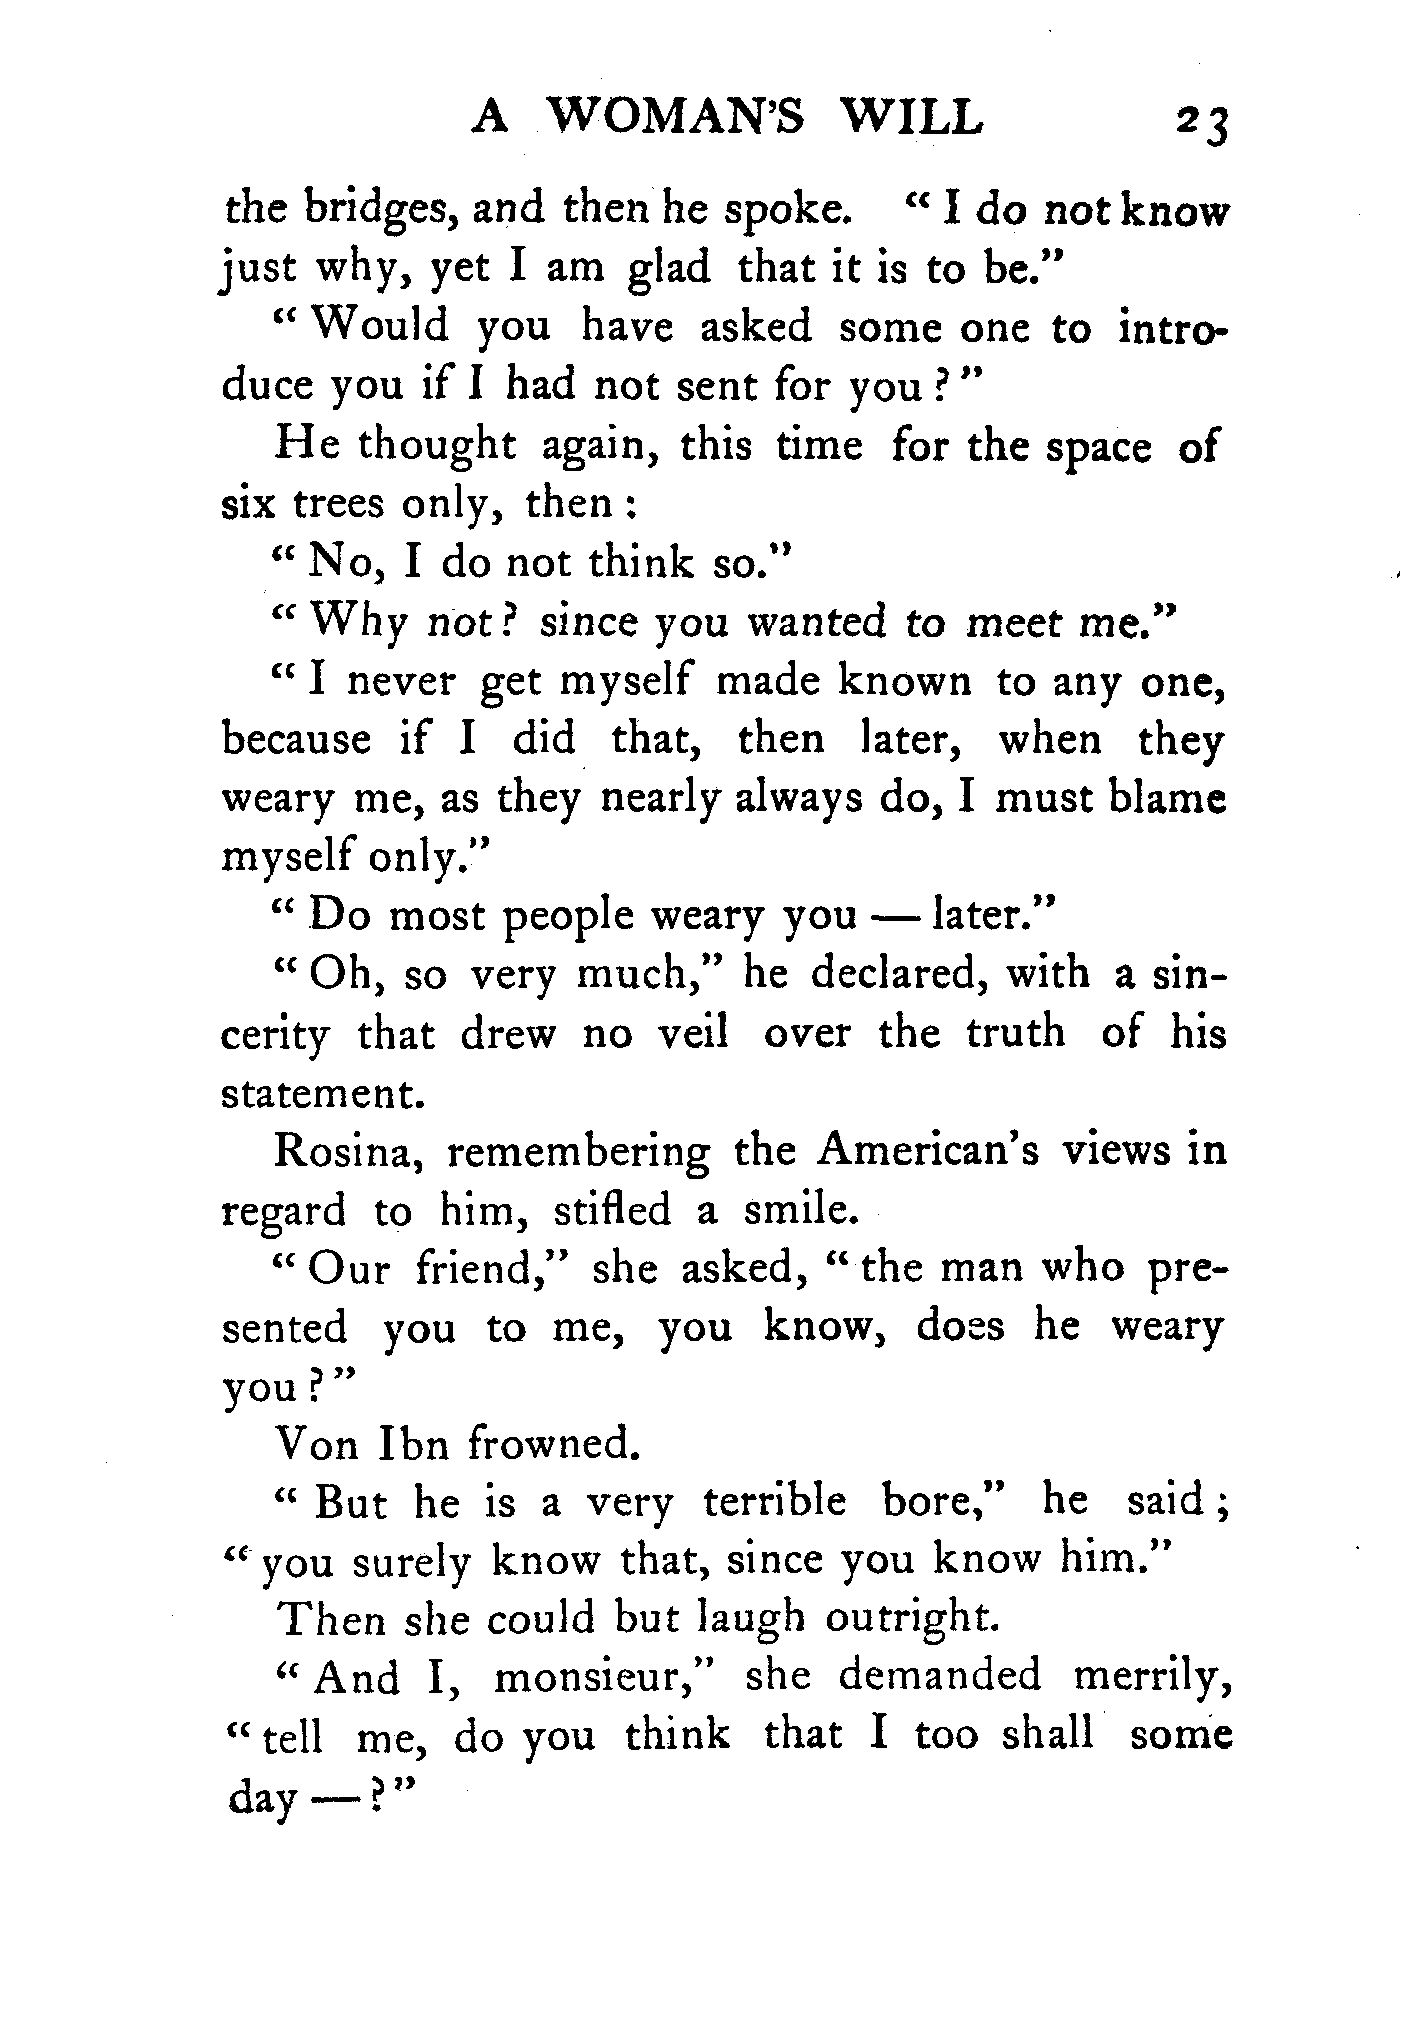 A WOMAN'S WILL 23
the bridges, and then he spoke. “ I do not know
just why, yet I am glad that it is to be.”
“ Would you have asked some one to intro-
duce you if I had not sent for you ? ”
He thought again, this time for the space of
six trees only, then :
“ No, I do not think so.”
“ Why not ? since you wanted to meet me.”
“ I never get myself made known to any one,
because if I did that, then later, when they
weary me, as they nearly always do, I must blame
myself only.”
“ Do most people weary you — later.”
“ Oh, so very much,” he declared, with a sin-
cerity that drew no veil over the truth of his
statement.
Rosina, remembering the American’s views in
regard to him, stifled a smile.
“ Our friend,” she asked, “ the man who pre-
sented you to me, you know, does he weary
you ? ”
Von Ibn frowned.
“ But he is a very terrible bore,” he said ;
“ you surely know that, since you know him.”
Then she could but laugh outright.
“ And I, monsieur,” she demanded merrily,
“ tell me, do you think that I too shall some
day — ? ”